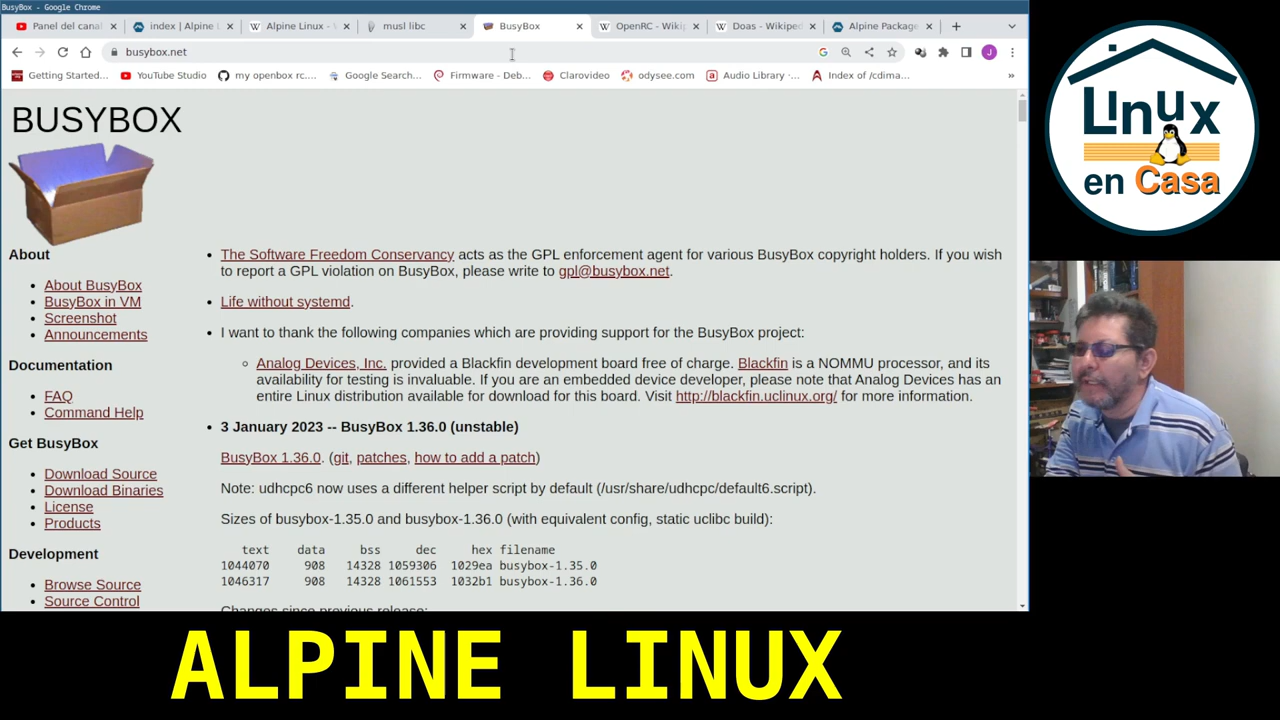 BusyBox - Google Chrome
Panel del canal
index | Alpine L
Alpine Linux - W
musl libc
BusyBox
OpenRC - Wikip
Doas - Wikiped
Alpine Package
busybox.net
J
Getting Started...
YouTube Studio
my openbox rc....
Google Search...
Firmware - Deb...
Clarovideo
odysee.com
Audio Library ·...
Index of /cdima...
»
BUSYBOX
About
About BusyBox
BusyBox in VM
Screenshot
Announcements
Documentation
FAQ
Command Help
Get BusyBox
Download Source
Download Binaries
License
Products
Development
Browse Source
Source Control
The Software Freedom Conservancy acts as the GPL enforcement agent for various BusyBox copyright holders. If you wish
to report a GPL violation on BusyBox, please write to gpl@busybox.net.
Life without systemd.
I want to thank the following companies which are providing support for the BusyBox project:
Analog Devices, Inc. provided a Blackfin development board free of charge. Blackfin is a NOMMU processor, and its
availability for testing is invaluable. If you are an embedded device developer, please note that Analog Devices has an
entire Linux distribution available for download for this board. Visit http://blackfin.uclinux.org/ for more information.
3 January 2023 -- BusyBox 1.36.0 (unstable)
BusyBox 1.36.0. (git, patches, how to add a patch)
Note: udhcpc6 now uses a different helper script by default (/usr/share/udhcpc/default6.script).
Sizes of busybox-1.35.0 and busybox-1.36.0 (with equivalent config, static uclibc build):
text data bss dec hex filename
1044070 908 14328 1059306 1029ea busybox-1.35.0
1046317 908 14328 1061553 1032b1 busybox-1.36.0
Changes since previous release:
Linux
en Casa
ALPINE LINUX